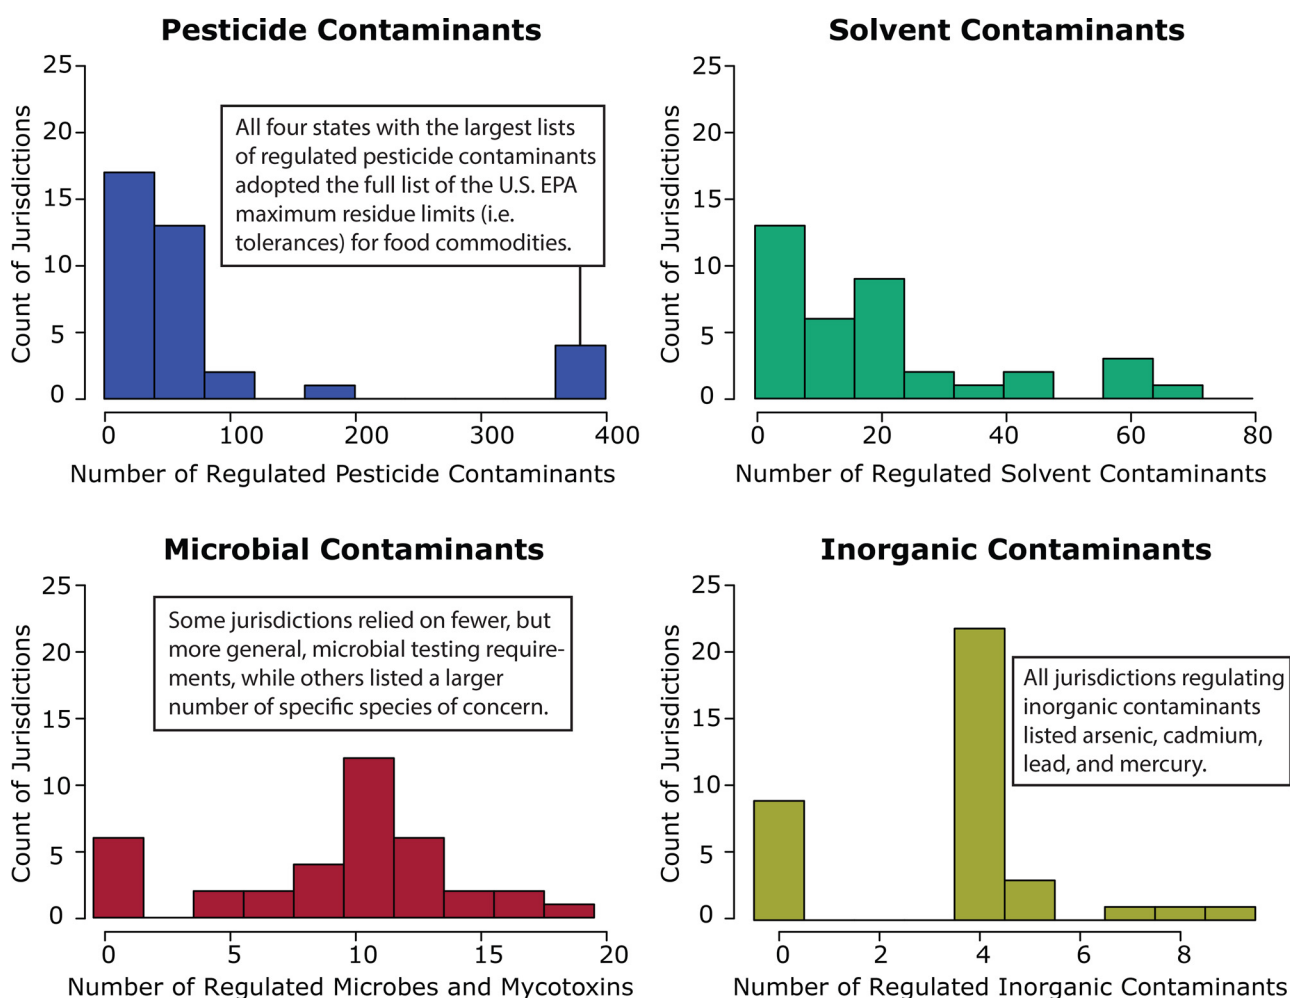 Pesticide Contaminants
25
20
15
10
5
0
Count of Jurisdictions
All four states with the largest lists
of regulated pesticide contaminants
adopted the full list of the U.S. EPA
maximum residue limits (i.e.
tolerances) for food commodities.
0 100 200 300 400
Number of Regulated Pesticide Contaminants
Solvent Contaminants
25
20
15
10
5
0
Count of Jurisdictions
0 20 40 60 80
Number of Regulated Solvent Contaminants
Microbial Contaminants
25
20
15
10
5
0
Count of Jurisdictions
Some jurisdictions relied on fewer, but
more general, microbial testing require-
ments, while others listed a larger
number of specific species of concern.
0 5 10 15 20
Number of Regulated Microbes and Mycotoxins
Inorganic Contaminants
25
20
15
10
5
0
Count of Jurisdictions
All jurisdictions regulating
inorganic contaminants
listed arsenic, cadmium,
lead, and mercury.
0 2 4 6 8
Number of Regulated Inorganic Contaminants